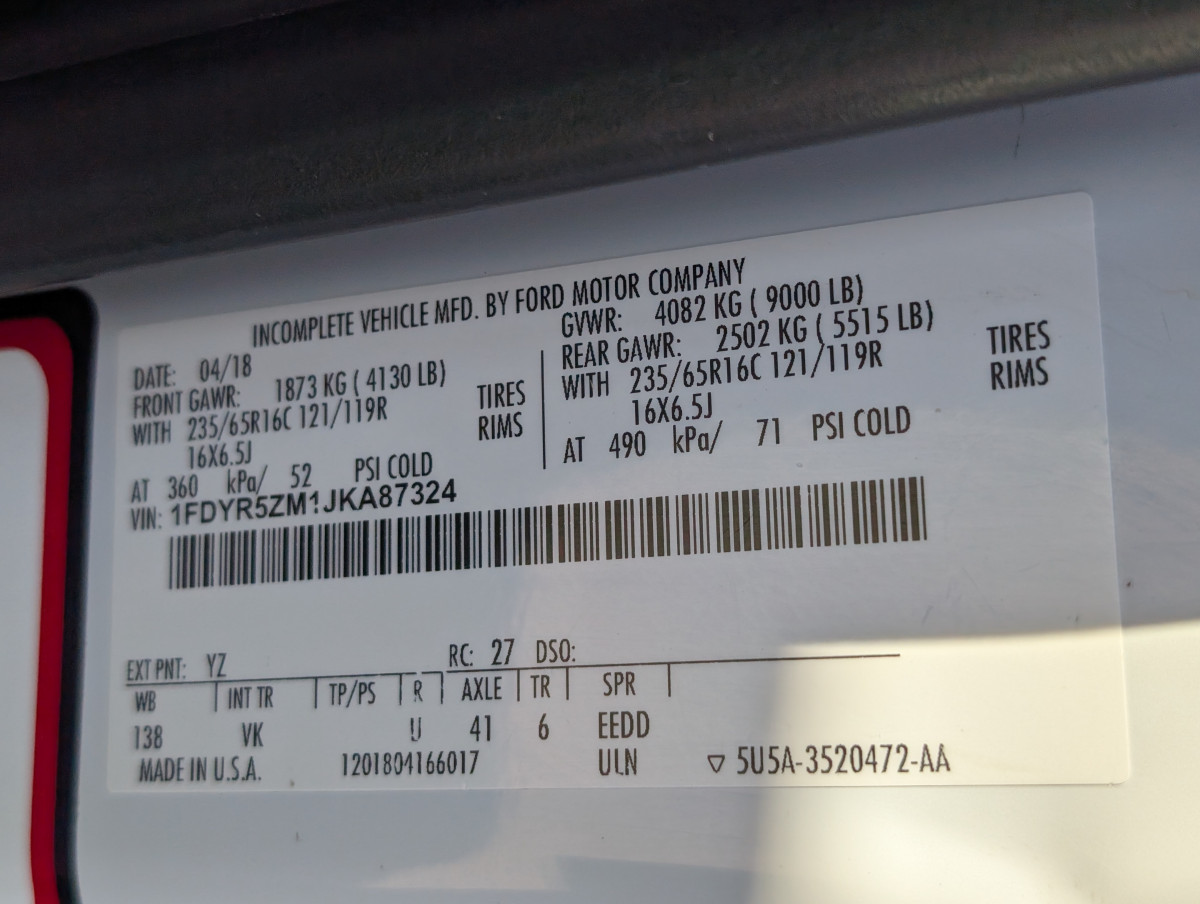 INCOMPLETE VEHICLE MFD. BY FORD MOTOR COMPANY
DATE: 04/18
GVWR: 4082 KG ( 9000 LB)
FRONT GAWR: 1873 KG ( 4130 LB)
REAR GAWR: 2502 KG ( 5515 LB)
WITH 235/65R16C 121/119R TIRES
WITH 235/65R16C 121/119R TIRES
16X6.5J RIMS
16X6.5J RIMS
AT 360 kPa/ 52 PSI COLD
AT 490 kPa/ 71 PSI COLD
VIN: 1FDYR5ZM1JKA87324
EXT PNT: YZ RC: 27 DSO:
WB INT TR TP/PS R AXLE TR SPR
138 VK U 41 6 EEDD
MADE IN U.S.A. 1201804166017 ULN ▽ 5U5A-3520472-AA